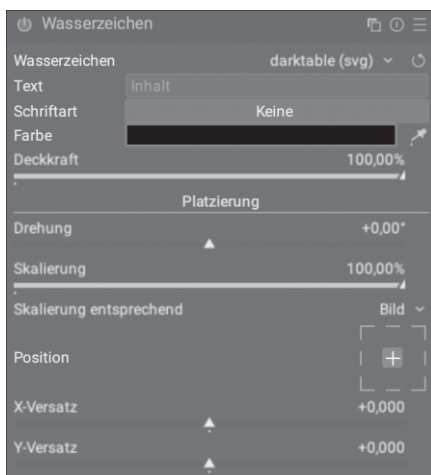 Wasserzeichen
Wasserzeichen darktable (svg)
Text Inhalt
Schriftart Keine
Farbe
Deckkraft 100,00%
Platzierung
Drehung +0,00°
Skalierung 100,00%
Skalierung entsprechend Bild
Position
X-Versatz +0,000
Y-Versatz +0,000